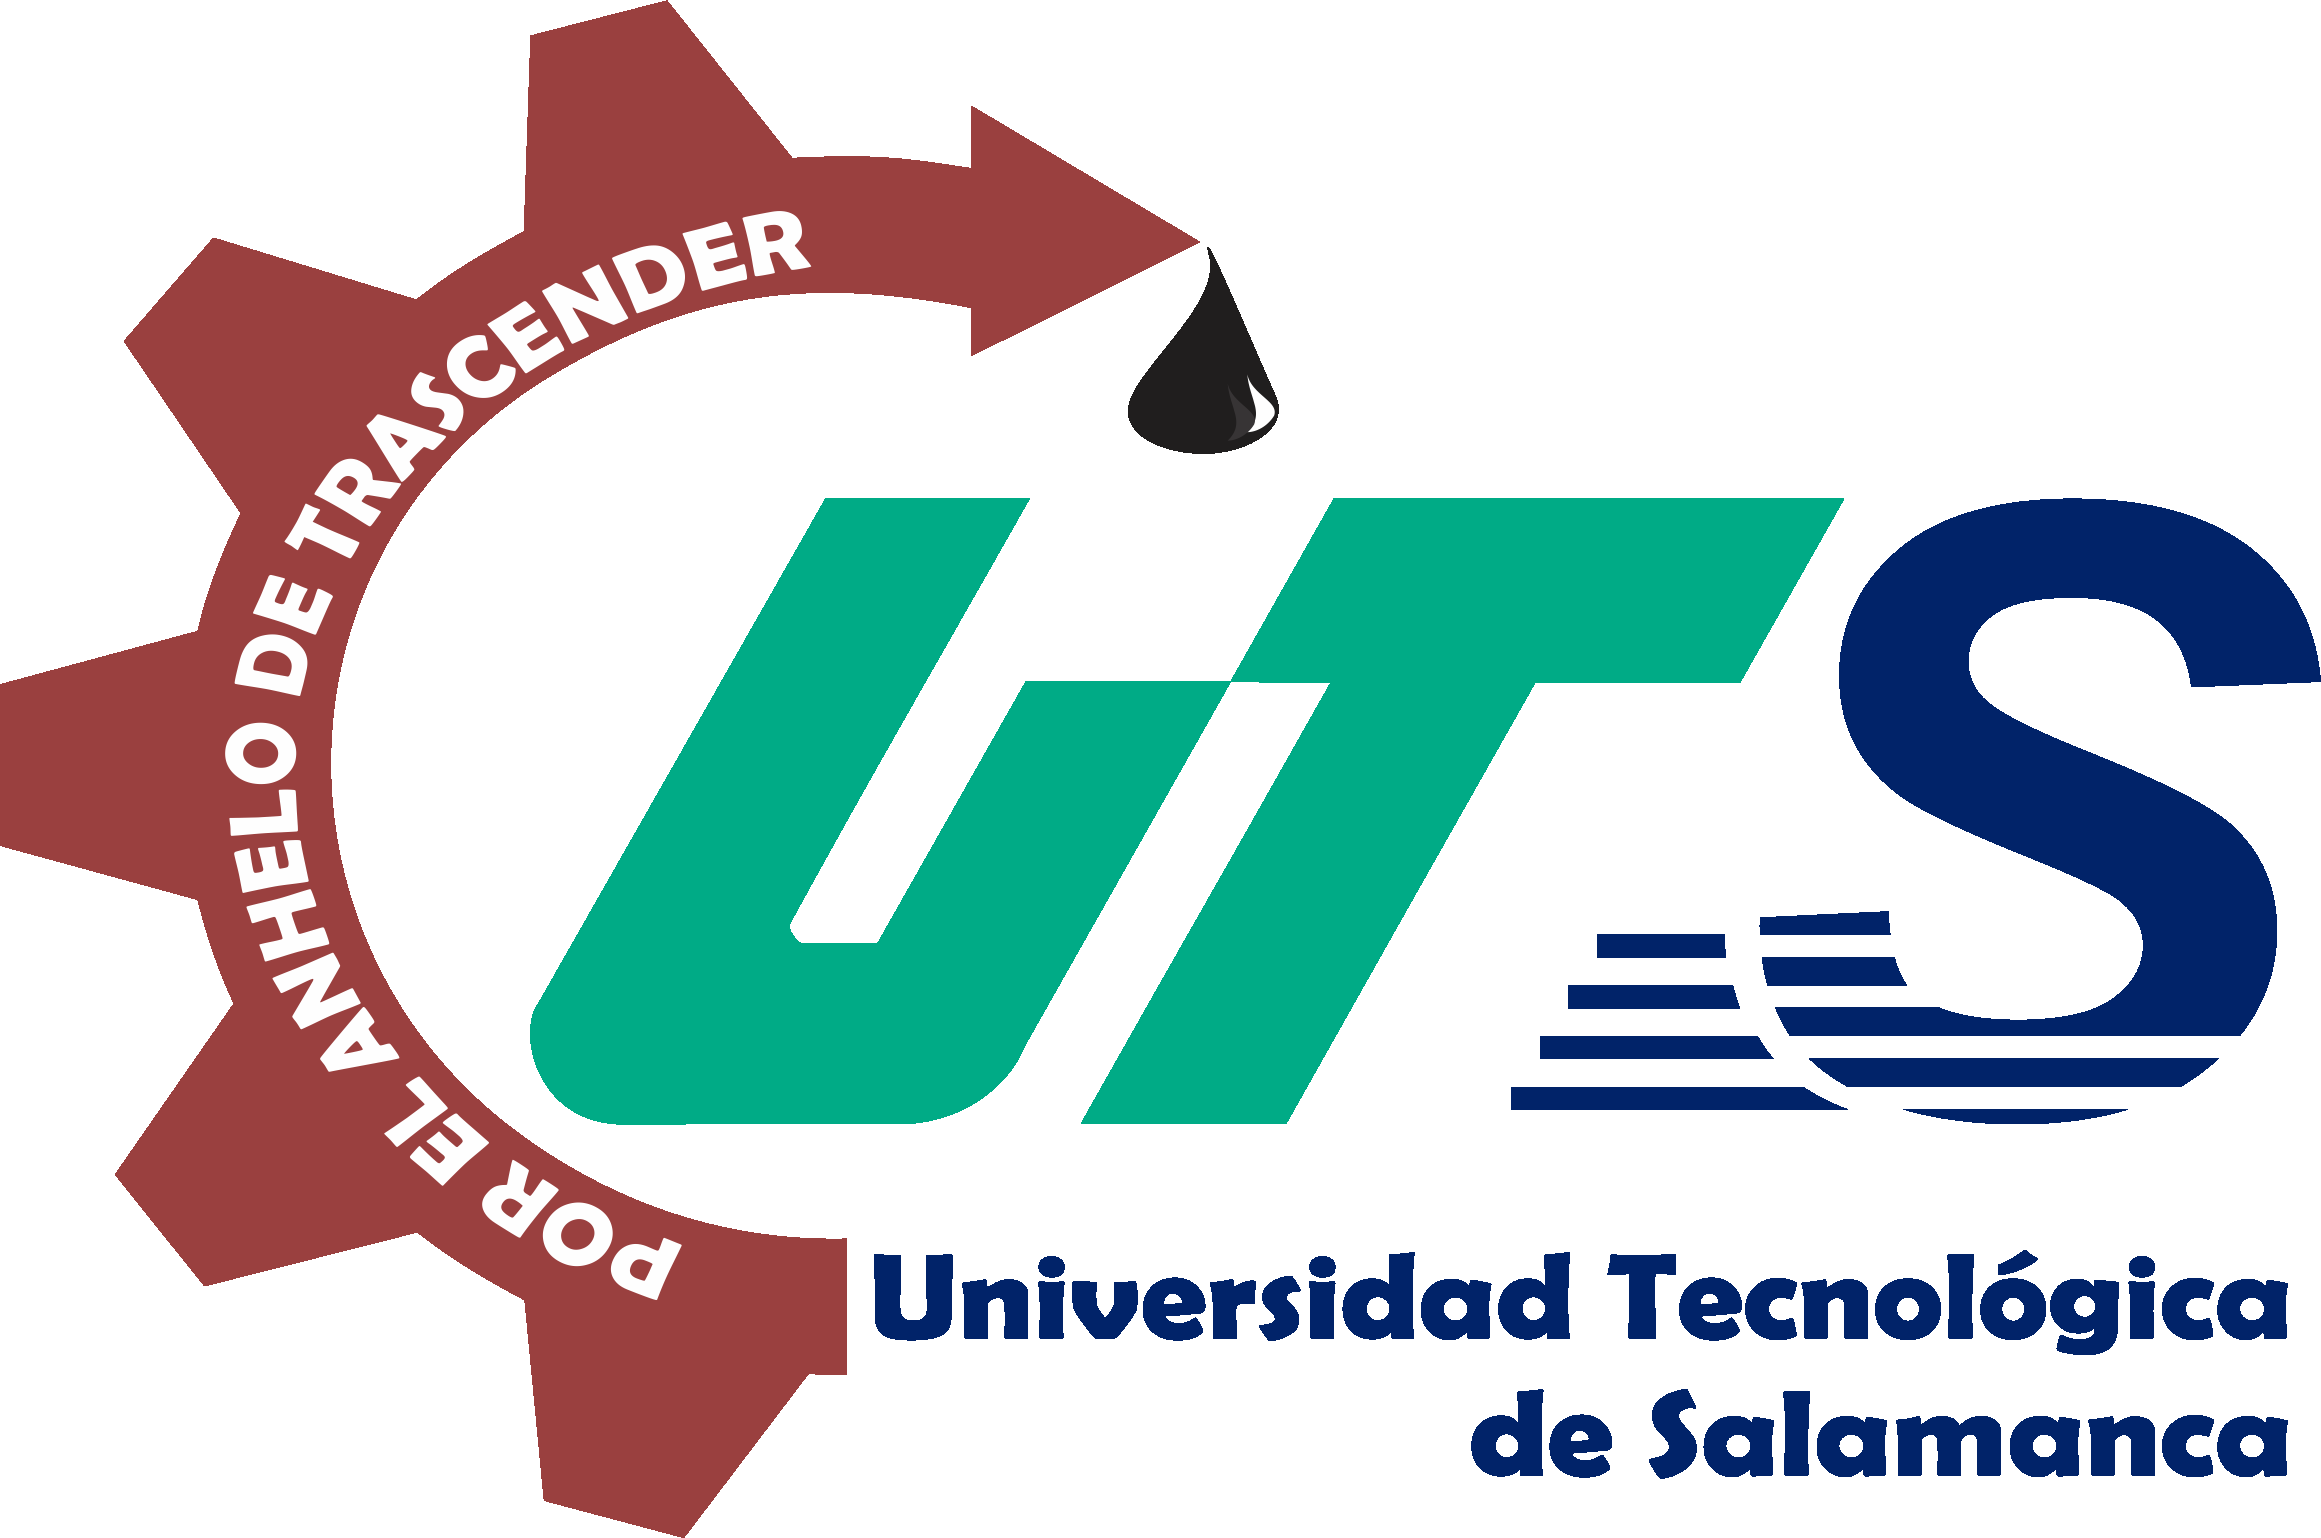 POR EL ANHELO DE TRASCENDER
UTS
Universidad Tecnológica
de Salamanca